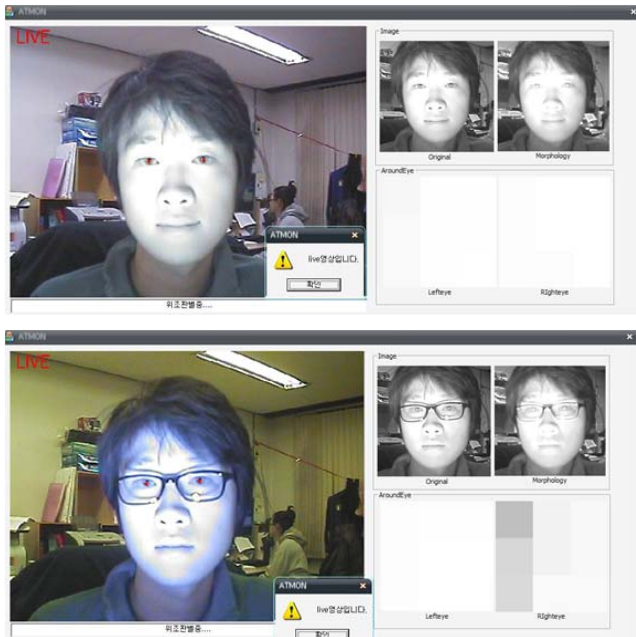 ATMON
LIVE
Image
Original
Morphology
AroundEye
Lefteye
RIghteye
ATMON
live영상입니다.
확인
위조판별중....
ATMON
LIVE
Image
Original
Morphology
AroundEye
Lefteye
RIghteye
ATMON
live영상입니다.
확인
위조판별중....